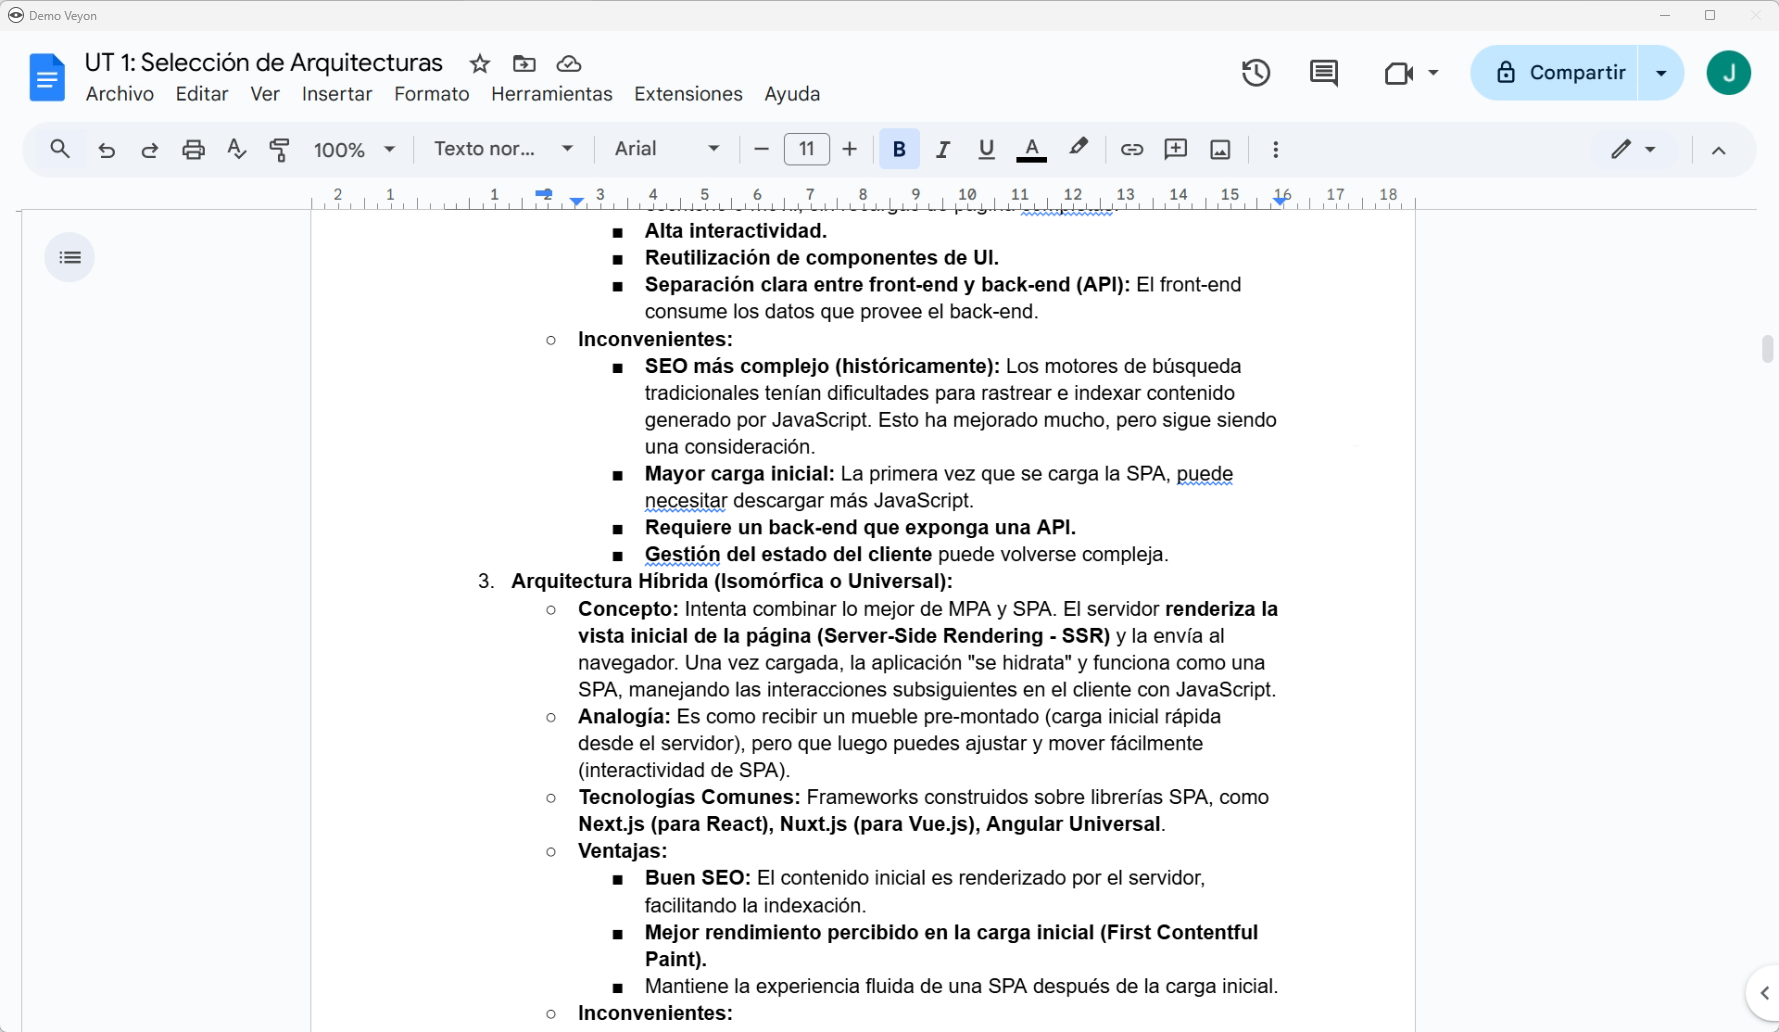 Demo Veyon
UT 1: Selección de Arquitecturas
Archivo Editar Ver Insertar Formato Herramientas Extensiones Ayuda
Compartir
J
100% Texto nor... Arial 11 B I U A
2 1 1 2 3 4 5 6 7 8 9 10 11 12 13 14 15 16 17 18
■ Alta interactividad.
■ Reutilización de componentes de UI.
■ Separación clara entre front-end y back-end (API): El front-end
consume los datos que provee el back-end.
○ Inconvenientes:
■ SEO más complejo (históricamente): Los motores de búsqueda
tradicionales tenían dificultades para rastrear e indexar contenido
generado por JavaScript. Esto ha mejorado mucho, pero sigue siendo
una consideración.
■ Mayor carga inicial: La primera vez que se carga la SPA, puede
necesitar descargar más JavaScript.
■ Requiere un back-end que exponga una API.
■ Gestión del estado del cliente puede volverse compleja.
3. Arquitectura Híbrida (Isomórfica o Universal):
○ Concepto: Intenta combinar lo mejor de MPA y SPA. El servidor renderiza la
vista inicial de la página (Server-Side Rendering - SSR) y la envía al
navegador. Una vez cargada, la aplicación "se hidrata" y funciona como una
SPA, manejando las interacciones subsiguientes en el cliente con JavaScript.
○ Analogía: Es como recibir un mueble pre-montado (carga inicial rápida
desde el servidor), pero que luego puedes ajustar y mover fácilmente
(interactividad de SPA).
○ Tecnologías Comunes: Frameworks construidos sobre librerías SPA, como
Next.js (para React), Nuxt.js (para Vue.js), Angular Universal.
○ Ventajas:
■ Buen SEO: El contenido inicial es renderizado por el servidor,
facilitando la indexación.
■ Mejor rendimiento percibido en la carga inicial (First Contentful
Paint).
■ Mantiene la experiencia fluida de una SPA después de la carga inicial.
○ Inconvenientes: